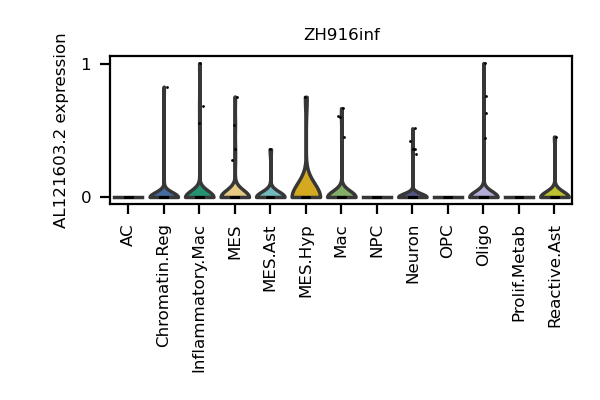 ZH916inf
AL121603.2 expression
1
0
AC
Chromatin.Reg
Inflammatory.Mac
MES
MES.Ast
MES.Hyp
Mac
NPC
Neuron
OPC
Oligo
Prolif.Metab
Reactive.Ast